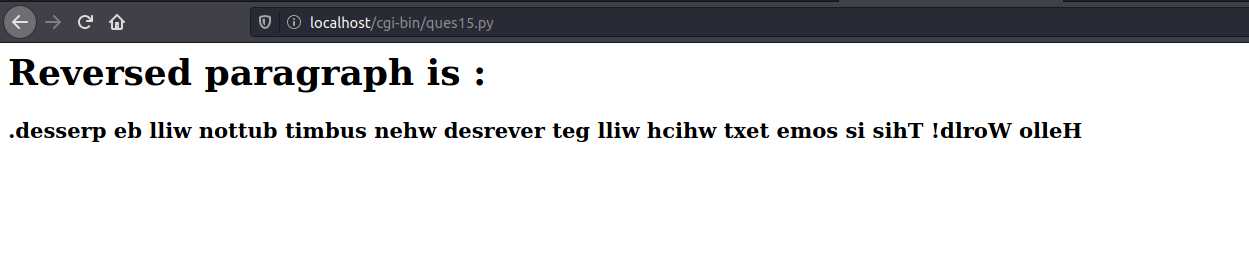 localhost/cgi-bin/ques15.py
Reversed paragraph is :
.desserp eb lliw nottub timbus nehw desrever teg lliw hcihw txet emos si sihT !dlroW olleH